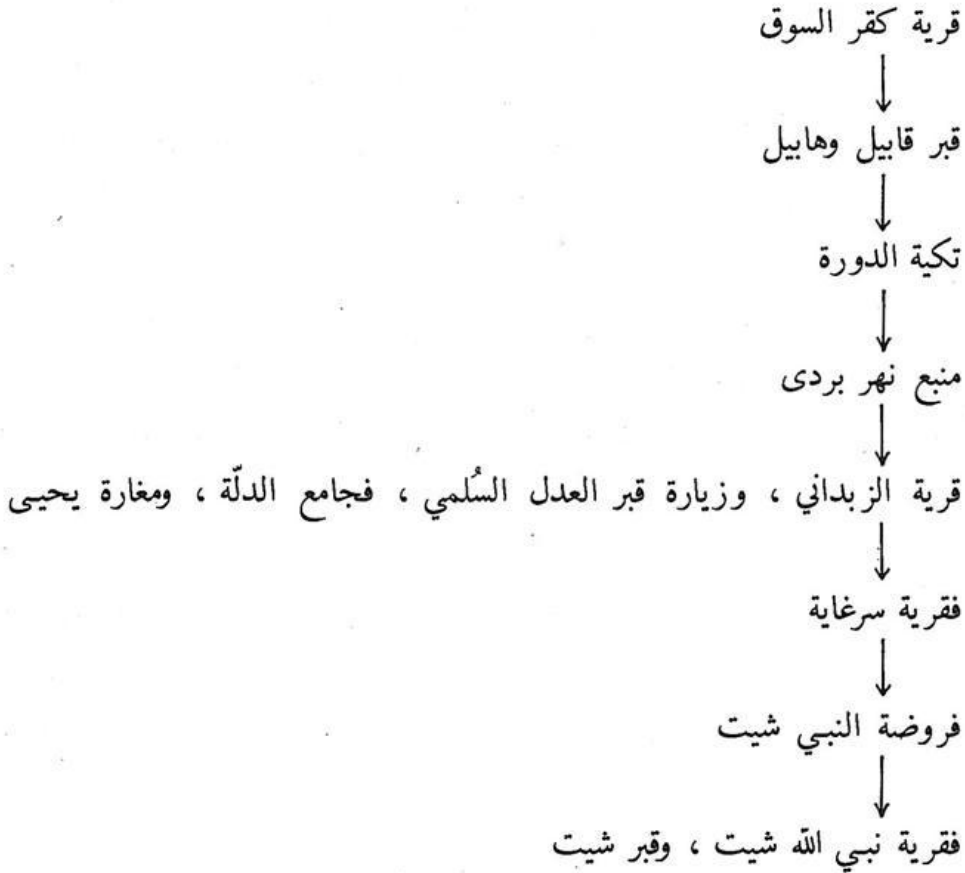 قرية كفر السوق
قبر قابيل وهابيل
تكية الدورة
منبع نهر بردى
قرية الزبداني ، وزيارة قبر العدل السُلمي ، فجامع الدلّة ، ومغارة يحيى
فقرية سرغاية
فروضة النبي شيت
فقرية نبي الله شيت ، وقبر شيت